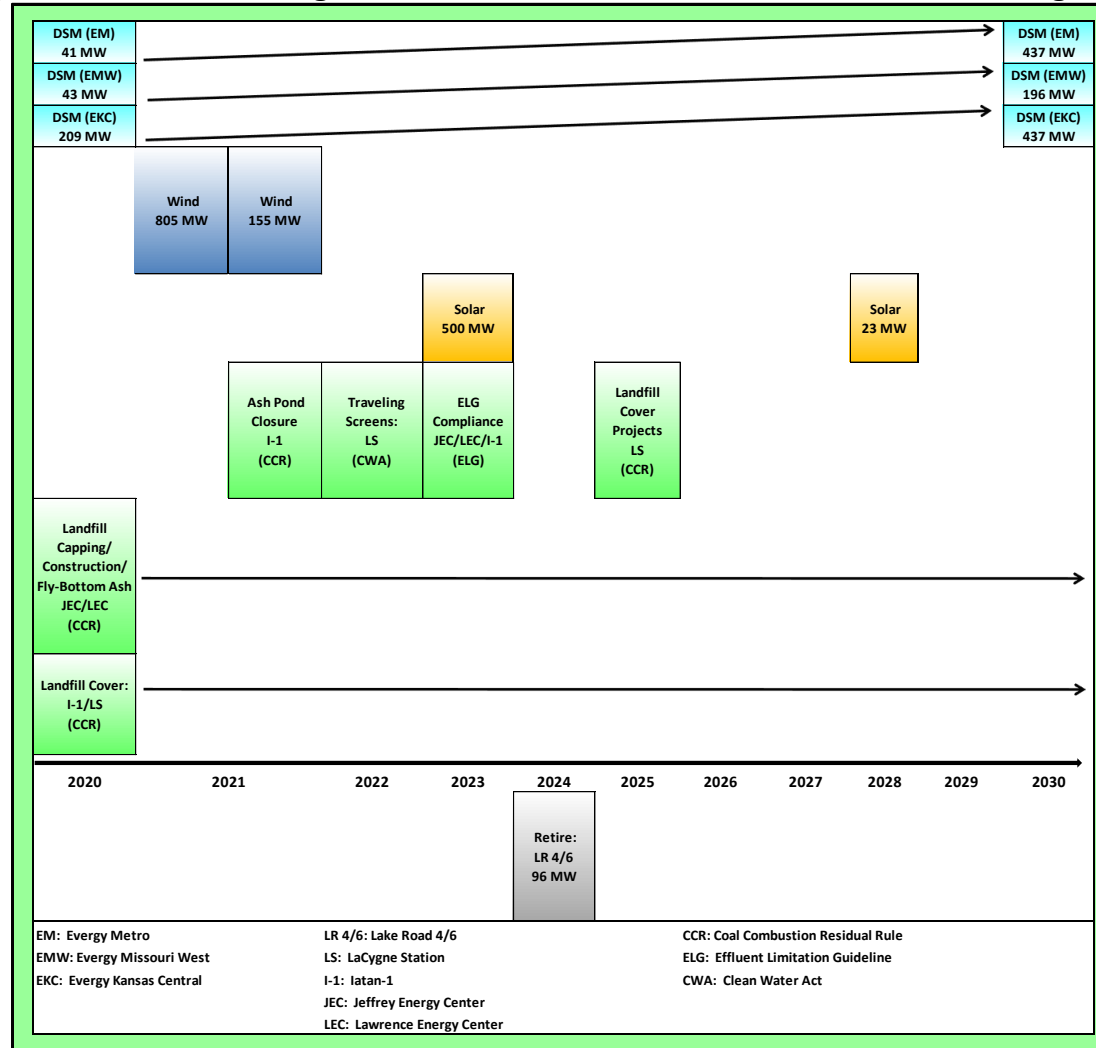 DSM (EM)
41 MW
DSM (EM)
437 MW
DSM (EMW)
43 MW
DSM (EMW)
196 MW
DSM (EKC)
209 MW
DSM (EKC)
437 MW
Wind
805 MW
Wind
155 MW
Solar
500 MW
Solar
23 MW
Ash Pond
Closure
I-1
(CCR)
Traveling
Screens:
LS
(CWA)
ELG
Compliance
JEC/LEC/I-1
(ELG)
Landfill
Cover
Projects
LS
(CCR)
Landfill
Capping/
Construction/
Fly-Bottom Ash
JEC/LEC
(CCR)
Landfill Cover:
I-1/LS
(CCR)
2020 2021 2022 2023 2024 2025 2026 2027 2028 2029 2030
Retire:
LR 4/6
96 MW
EM: Evergy Metro
EMW: Evergy Missouri West
EKC: Evergy Kansas Central
LR 4/6: Lake Road 4/6
LS: LaCygne Station
I-1: Iatan-1
JEC: Jeffrey Energy Center
LEC: Lawrence Energy Center
CCR: Coal Combustion Residual Rule
ELG: Effluent Limitation Guideline
CWA: Clean Water Act